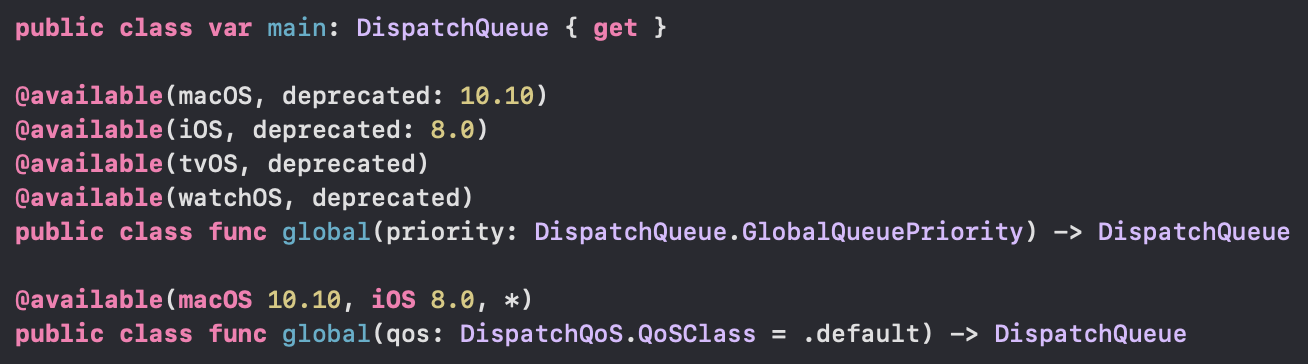 public class var main: DispatchQueue { get }
@available(macOS, deprecated: 10.10)
@available(iOS, deprecated: 8.0)
@available(tvOS, deprecated)
@available(watchOS, deprecated)
public class func global(priority: DispatchQueue.GlobalQueuePriority) -> DispatchQueue
@available(macOS 10.10, iOS 8.0, *)
public class func global(qos: DispatchQoS.QoSClass = .default) -> DispatchQueue